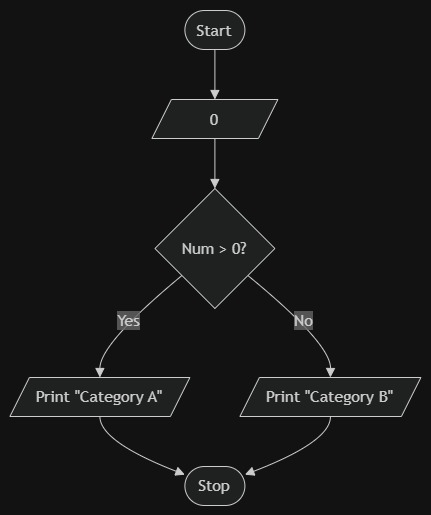 Start
0
Num > 0?
Yes
No
Print "Category A"
Print "Category B"
Stop